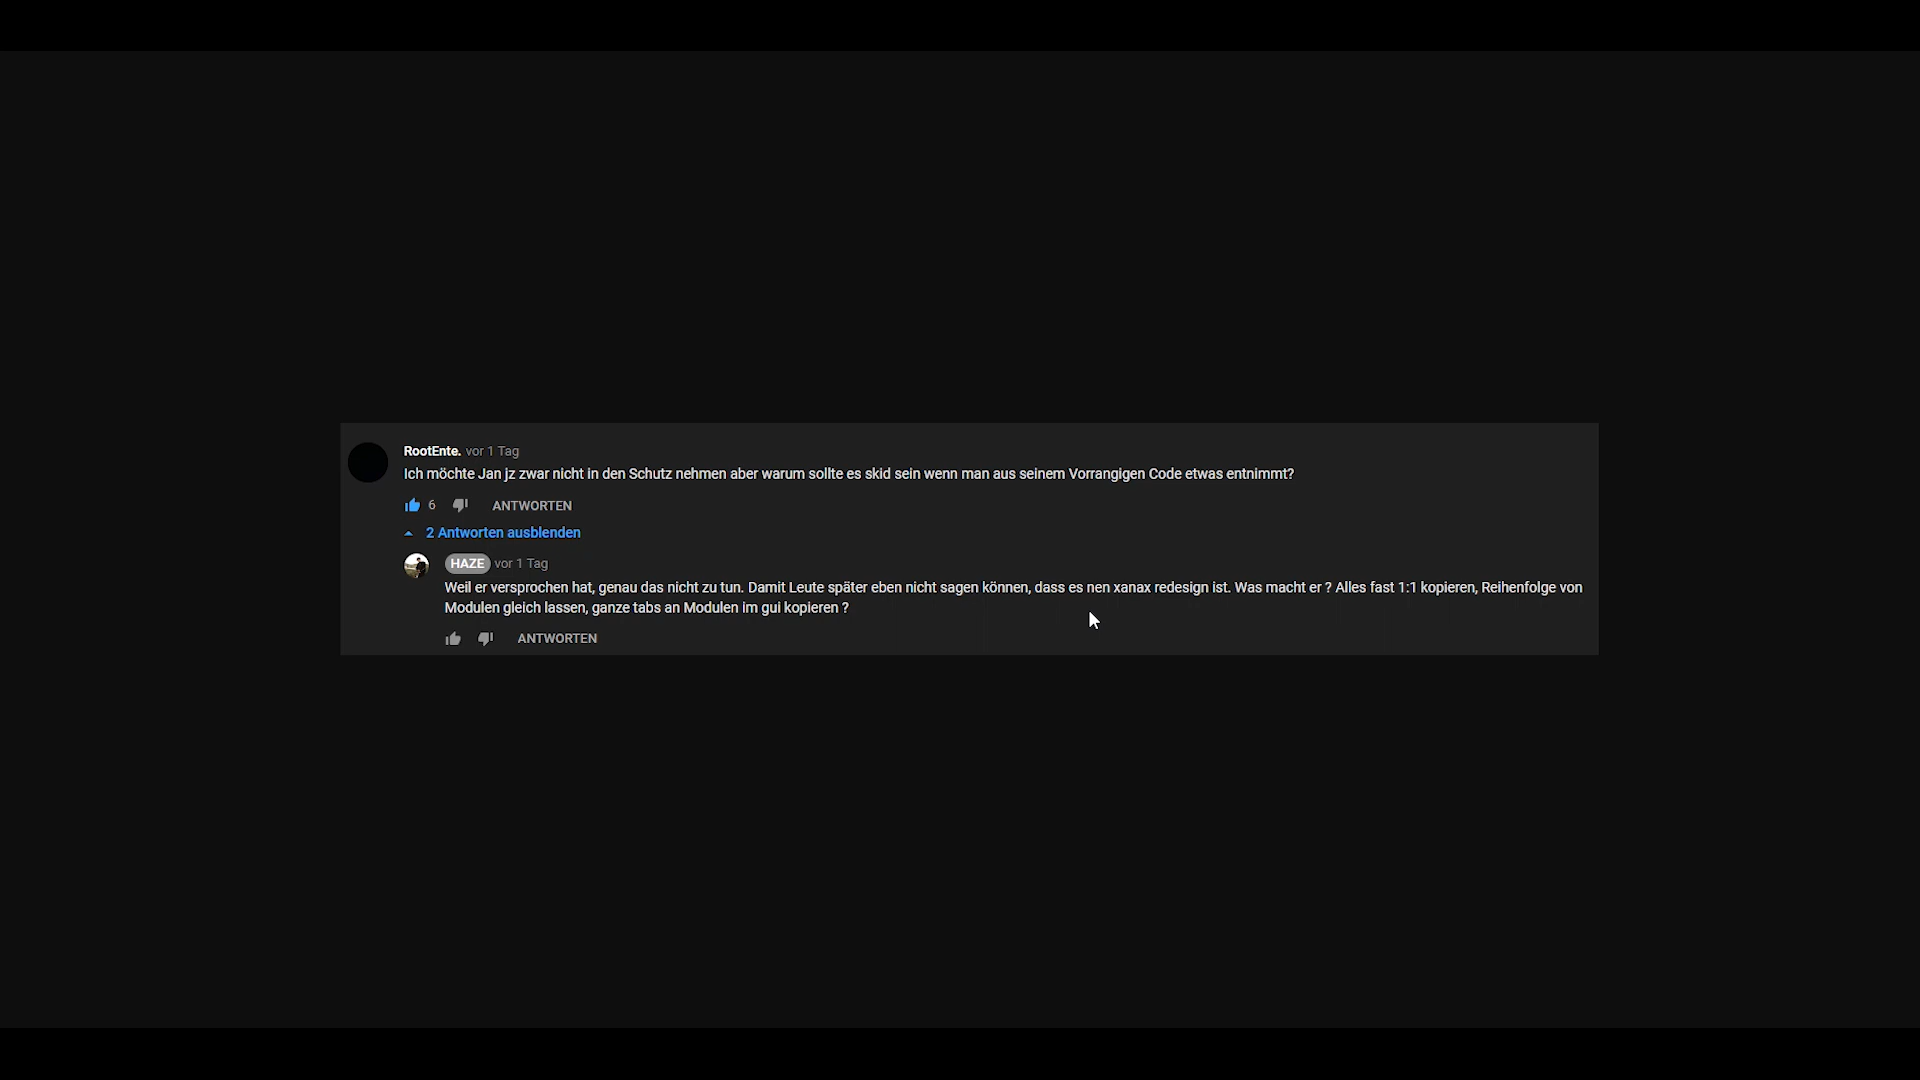 RootEnte. vor 1 Tag
Ich möchte Jan jz zwar nicht in den Schutz nehmen aber warum sollte es skid sein wenn man aus seinem Vorrangigen Code etwas entnimmt?
6 ANTWORTEN
2 Antworten ausblenden
HAZE vor 1 Tag
Weil er versprochen hat, genau das nicht zu tun. Damit Leute später eben nicht sagen können, dass es nen xanax redesign ist. Was macht er ? Alles fast 1:1 kopieren, Reihenfolge von
Modulen gleich lassen, ganze tabs an Modulen im gui kopieren ?
ANTWORTEN